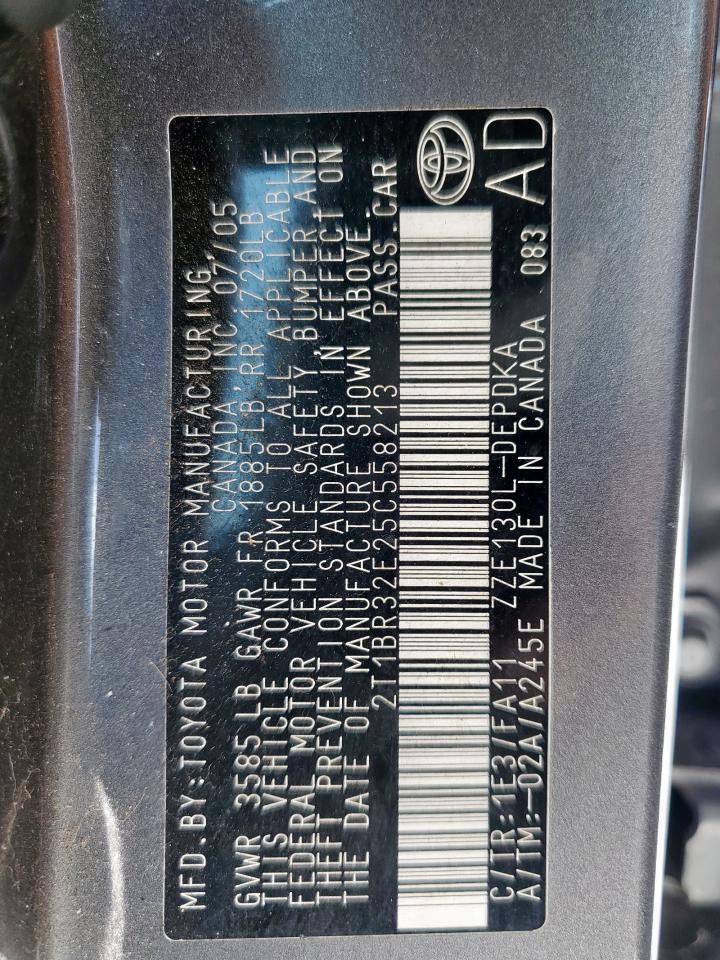 MFD.BY:TOYOTA MOTOR MANUFACTURING,
CANADA, INC 07/05
GVWR 3585 LB GAWR FR 1885LB, RR 1720LB
THIS VEHICLE CONFORMS TO ALL APPLICABLE
FEDERAL MOTOR VEHICLE SAFETY, BUMPER AND
THEFT PREVENTION STANDARDS IN EFFECT ON
THE DATE OF MANUFACTURE SHOWN ABOVE.
2T1BR32E25C558213 PASS.CAR
C/TR:1E3/FA11 ZZE130L-DEPDKA
A/TM:-02A/A245E MADE IN CANADA 083
AD